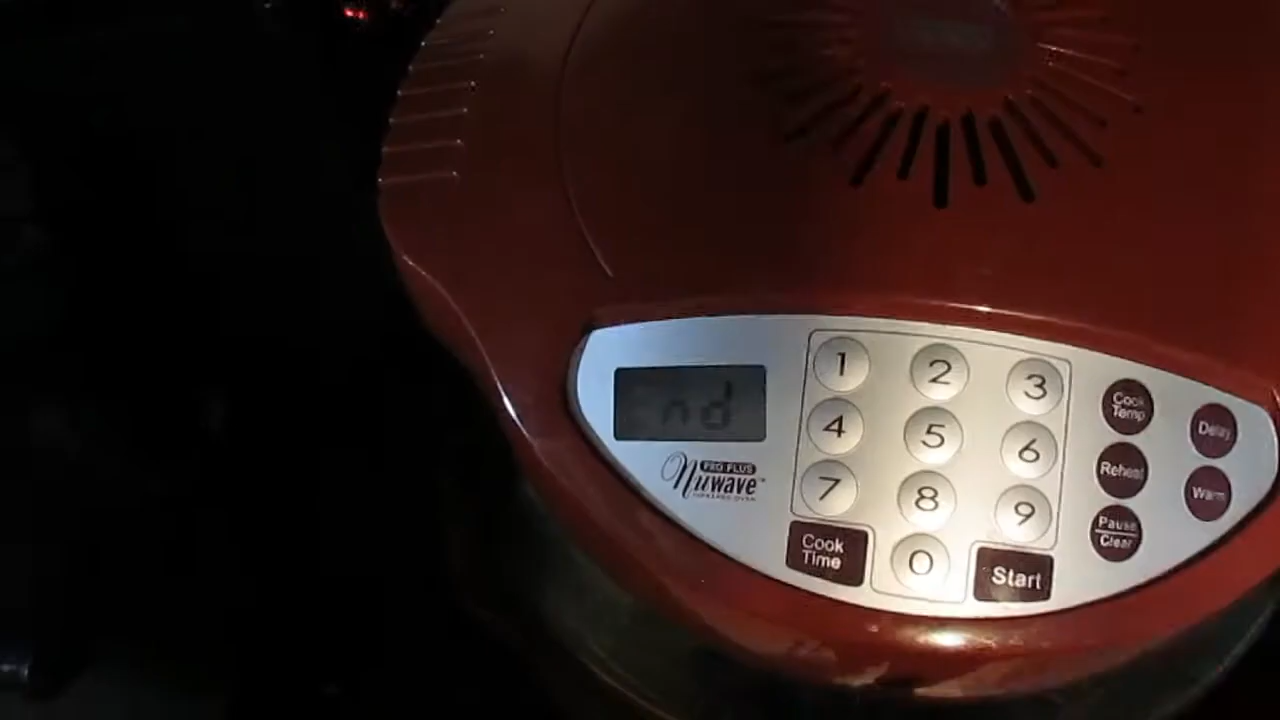 nd
PRO PLUS
Nuwave™
1 2 3
4 5 6
7 8 9
0
Cook
Time
Start
Cook
Temp
Reheat
Pause
Clear
Delay
Warm